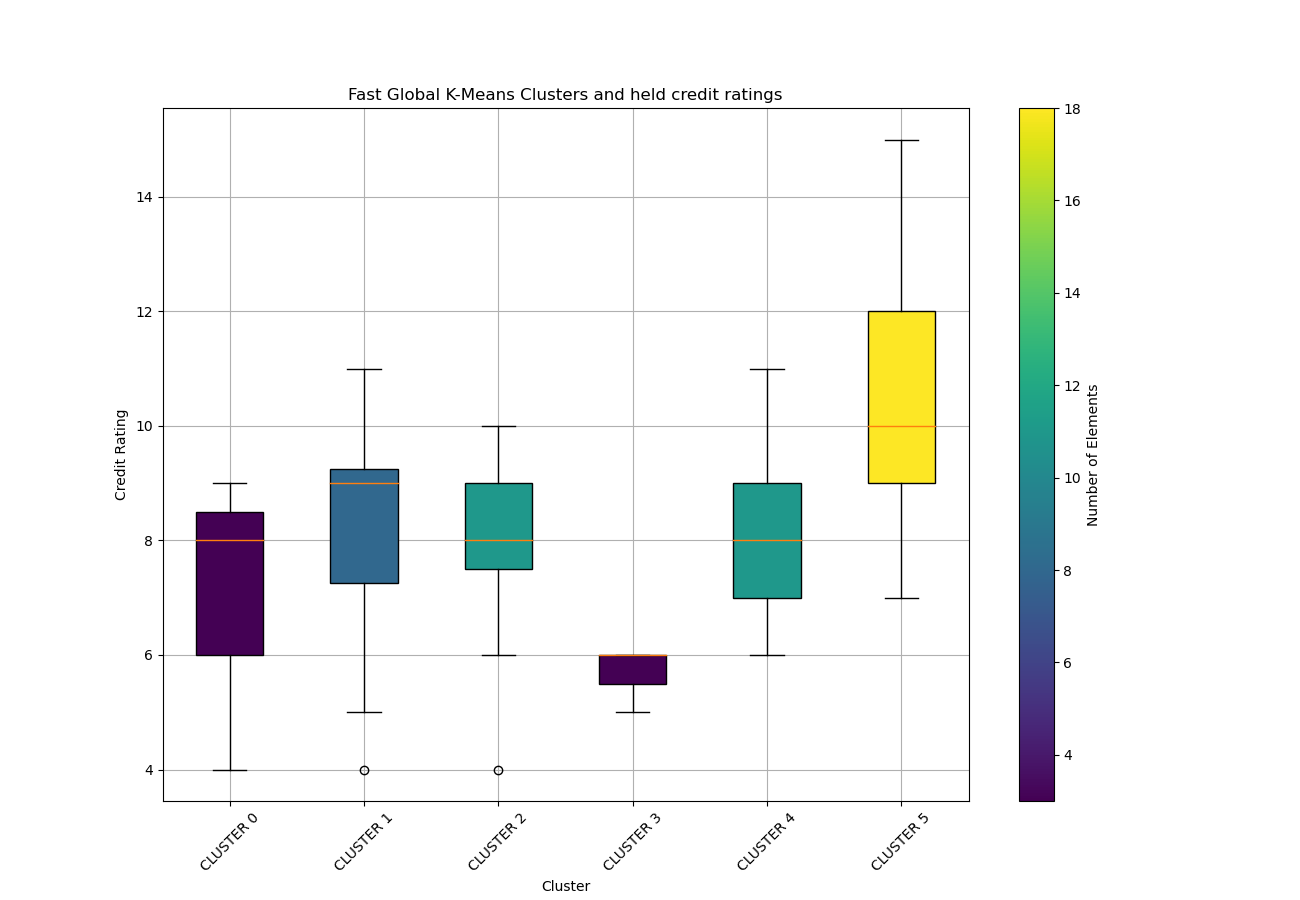 Fast Global K-Means Clusters and held credit ratings
14
12
10
8
6
4
Credit Rating
CLUSTER 0
CLUSTER 1
CLUSTER 2
CLUSTER 3
CLUSTER 4
CLUSTER 5
Cluster
18
16
14
12
10
8
6
4
Number of Elements